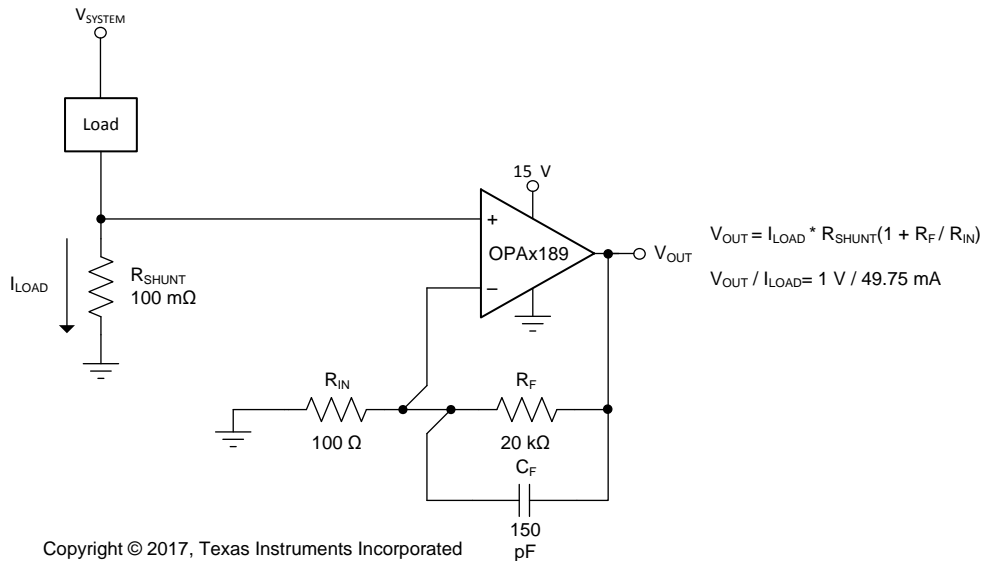 VSYSTEM
Load
15 V
+
OPAx189
−
VOUT
VOUT = ILOAD * RSHUNT(1 + RF / RIN)
VOUT / ILOAD= 1 V / 49.75 mA
ILOAD
RSHUNT
100 mΩ
RIN
100 Ω
RF
20 kΩ
CF
150
pF
Copyright © 2017, Texas Instruments Incorporated